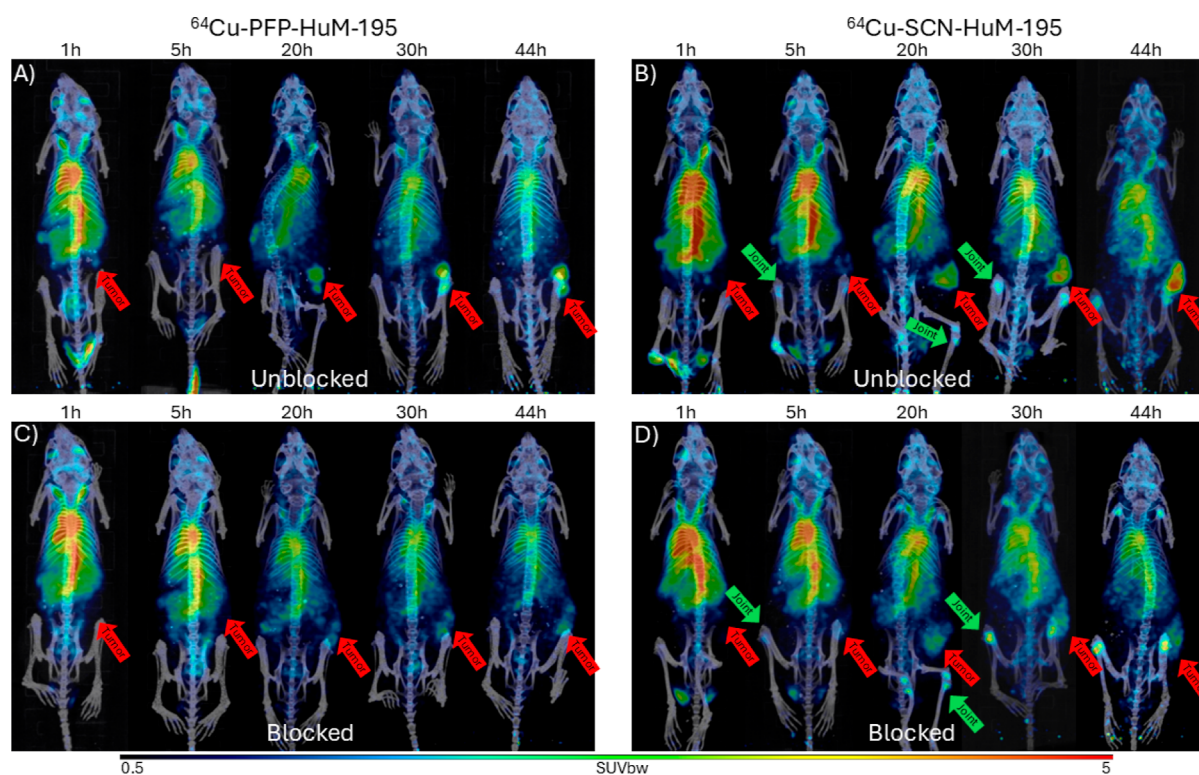 ⁶⁴Cu-PFP-HuM-195
⁶⁴Cu-SCN-HuM-195
1h 5h 20h 30h 44h
1h 5h 20h 30h 44h
A)
Tumor Tumor Tumor Tumor Tumor
Unblocked
B)
Joint Joint Joint
Tumor Tumor Tumor Tumor Tumor
Unblocked
1h 5h 20h 30h 44h
1h 5h 20h 30h 44h
C)
Tumor Tumor Tumor Tumor Tumor
Blocked
D)
Joint Joint Joint
Tumor Tumor Tumor Tumor Tumor
Blocked
0.5 SUVbw 5